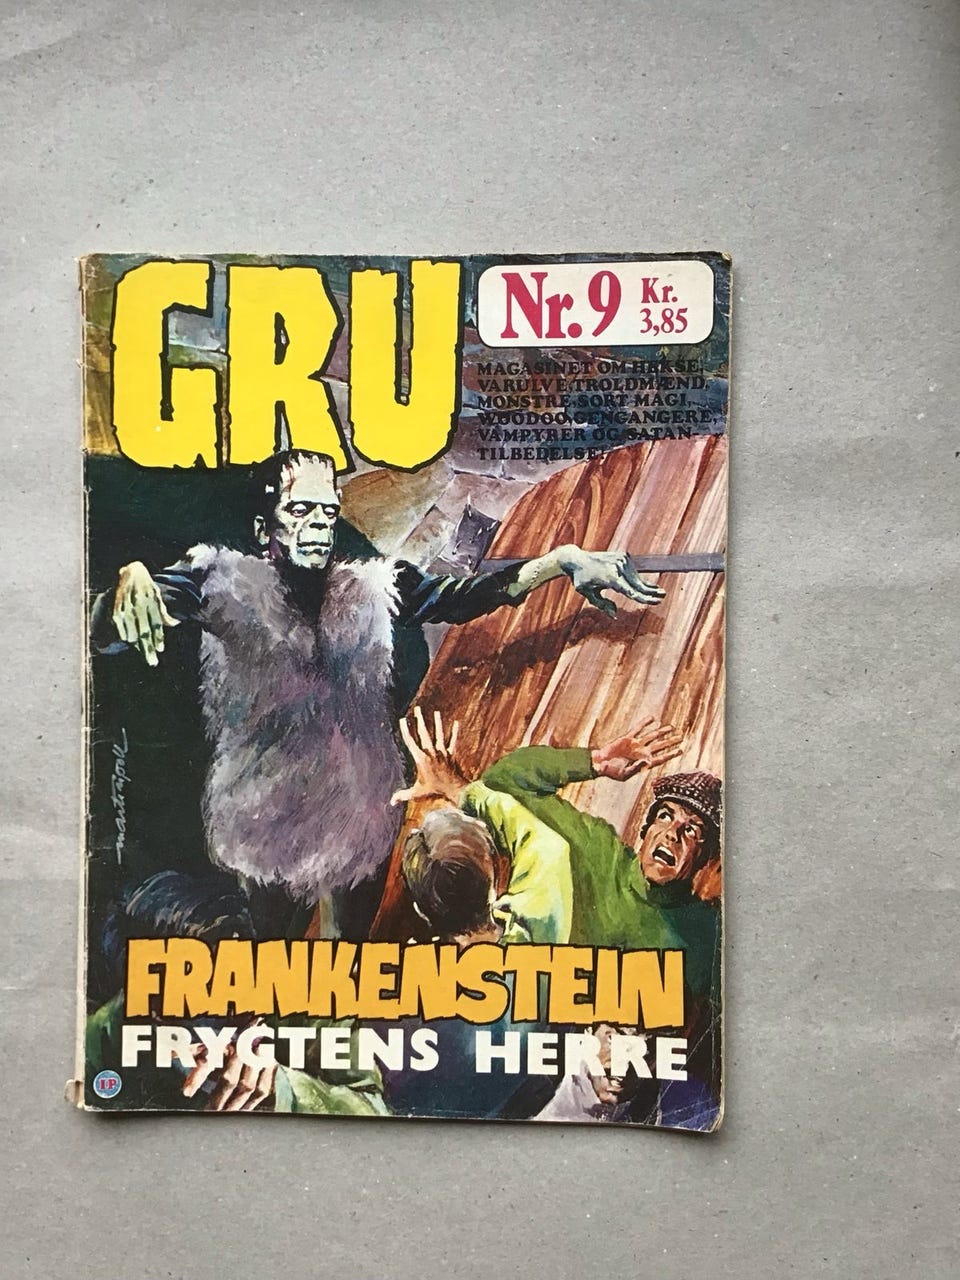 GRU
Nr.9
Kr.
3,85
MAGASINET OM HEKSE,
VARULVE, TROLDMÆND,
MONSTRE, SORT MAGI,
WOODOO, GENGANGERE,
VAMPYRER OG SATAN-
TILBEDELSE!
martripoll
FRANKENSTEIN
FRYGTENS HERRE
I.P.